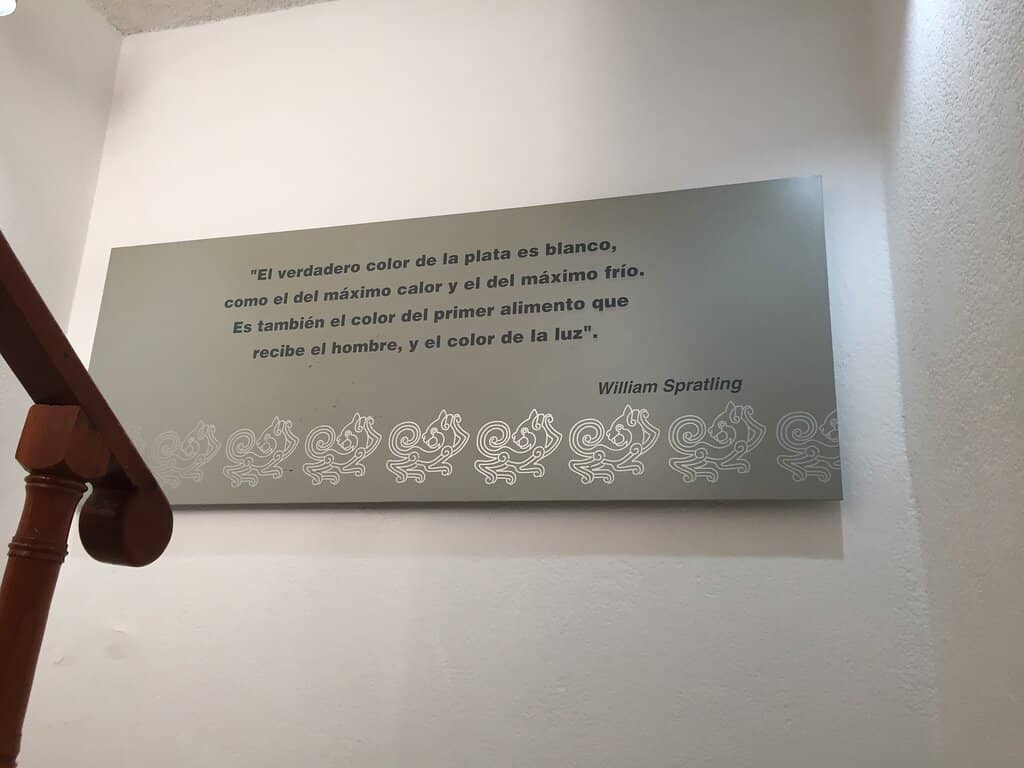 "El verdadero color de la plata es blanco,
como el del máximo calor y el del máximo frío.
Es también el color del primer alimento que
recibe el hombre, y el color de la luz".
William Spratling